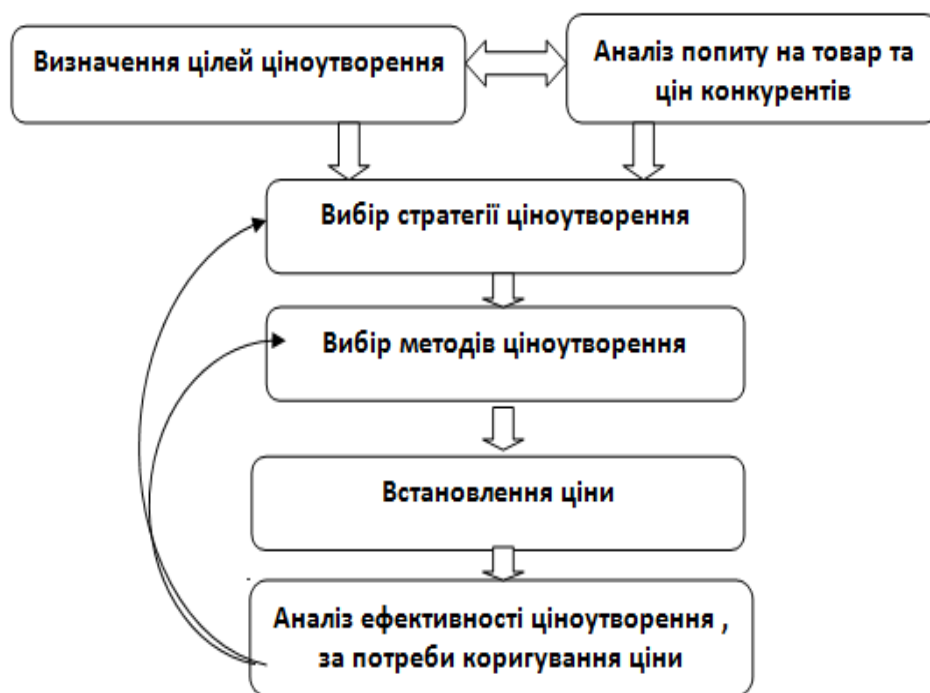 Визначення цілей ціноутворення
Аналіз попиту на товар та
цін конкурентів
Вибір стратегії ціноутворення
Вибір методів ціноутворення
Встановлення ціни
Аналіз ефективності ціноутворення ,
за потреби коригування ціни